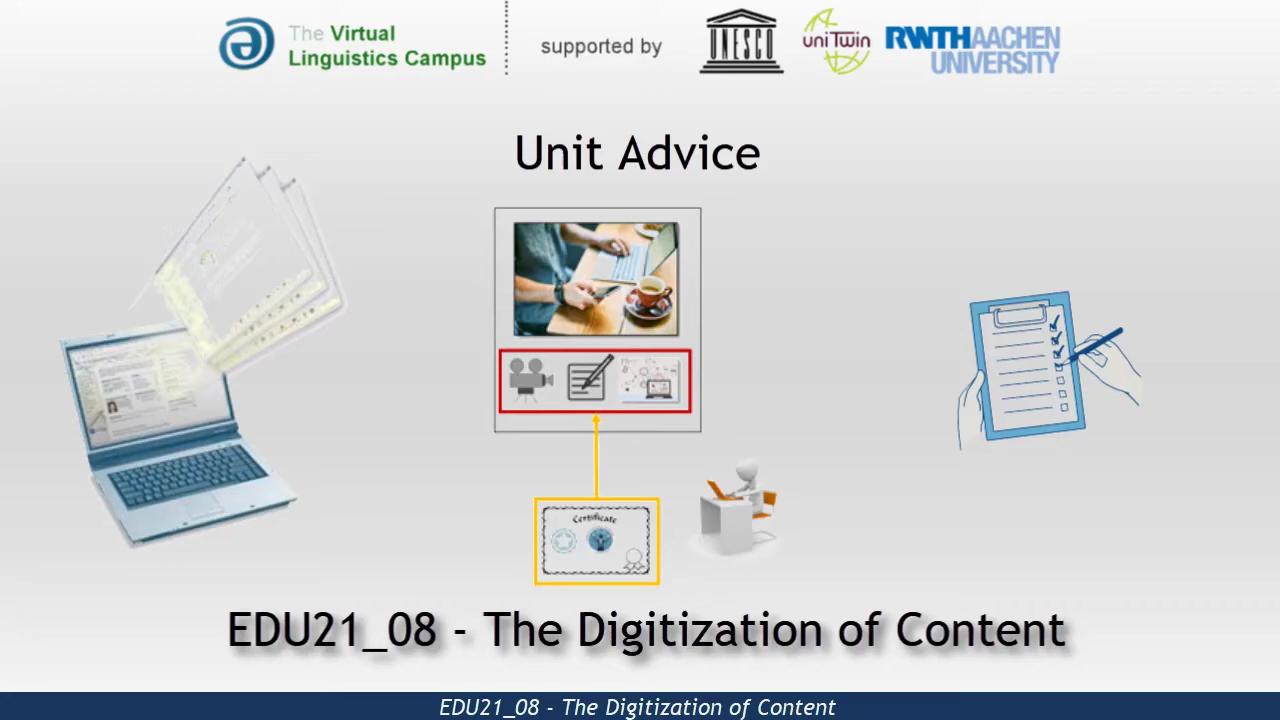 The Virtual
Linguistics Campus
supported by
UNESCO
uniTwin
RWTHAACHEN
UNIVERSITY
Unit Advice
Certificate
EDU21_08 - The Digitization of Content
EDU21_08 - The Digitization of Content